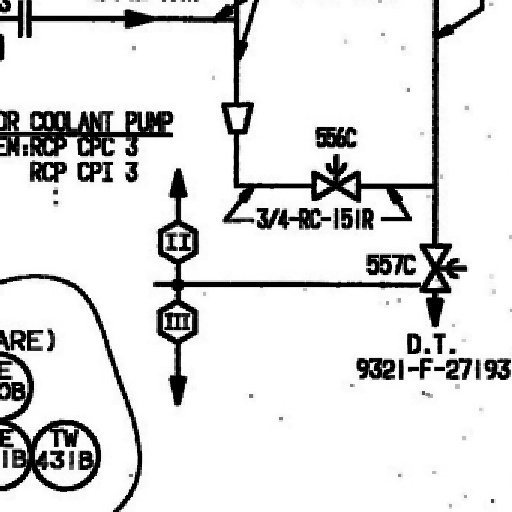 OR COOLANT PUMP
EM:RCP CPC 3
RCP CPI 3
556C
3/4-RC-151R
II
557C
III
D.T.
9321-F-27193
ARE)
E
0B
E
1B
TW
431B